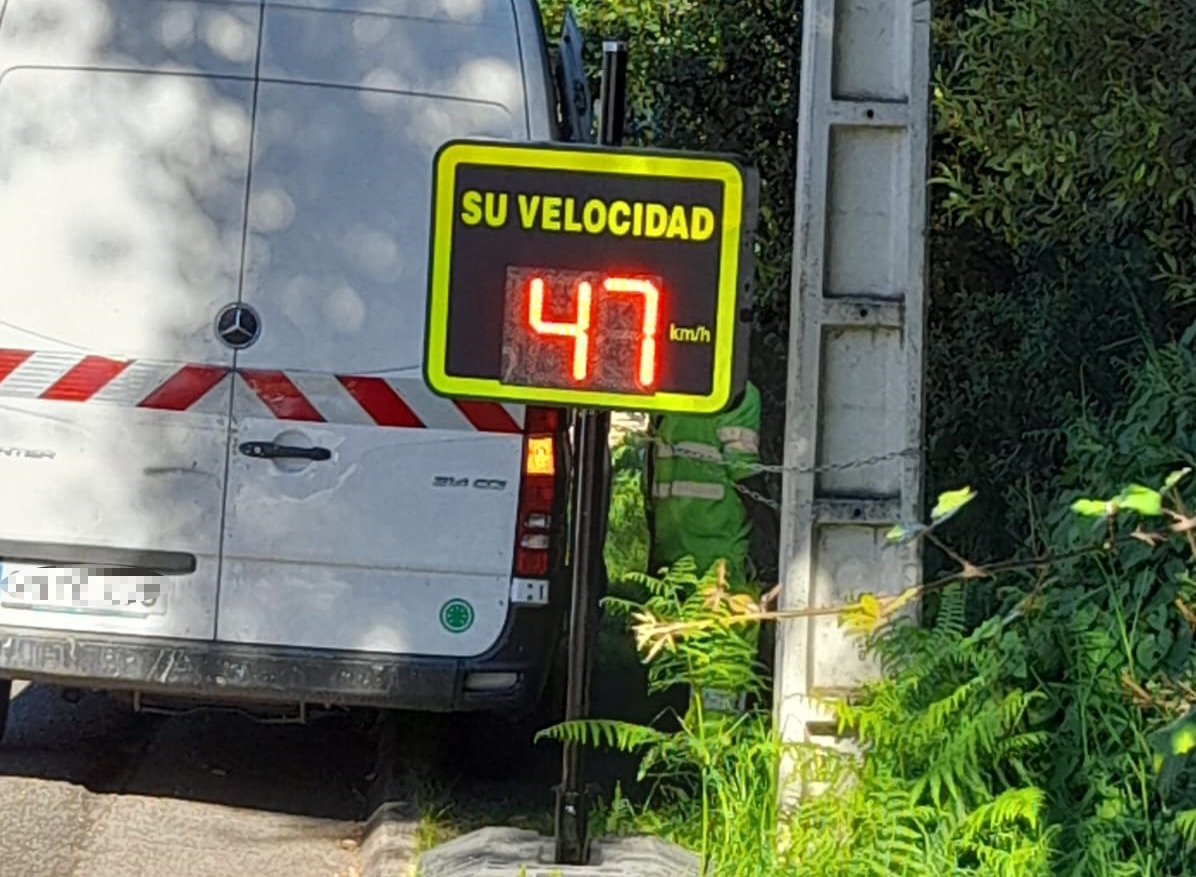 SU VELOCIDAD
47
km/h
314 CDI